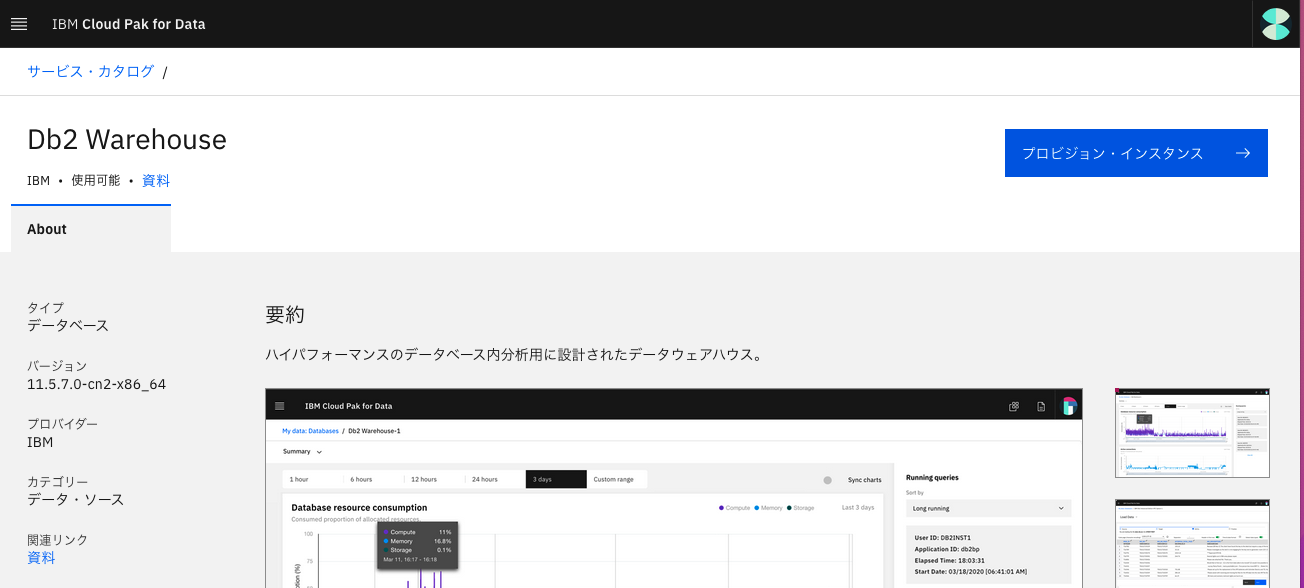 IBM Cloud Pak for Data
サービス・カタログ /
Db2 Warehouse
IBM • 使用可能 • 資料
プロビジョン・インスタンス →
About
タイプ
データベース
バージョン
11.5.7.0-cn2-x86_64
プロバイダー
IBM
カテゴリー
データ・ソース
関連リンク
資料
要約
ハイパフォーマンスのデータベース内分析用に設計されたデータウェアハウス。
IBM Cloud Pak for Data
My data: Databases / Db2 Warehouse-1
Summary
1 hour 6 hours 12 hours 24 hours 3 days Custom range
Sync charts
Database resource consumption
Compute Memory Storage Last 3 days
Consumed proportion of allocated resources.
100
75
Compute 11%
Memory 16.8%
Storage 0.1%
Mar 11, 16:17 - 16:18
Running queries
Sort by
Long running
User ID: DB2INST1
Application ID: db2bp
Elapsed Time: 18:03:31
Start Date: 03/18/2020 [06:41:01 AM]